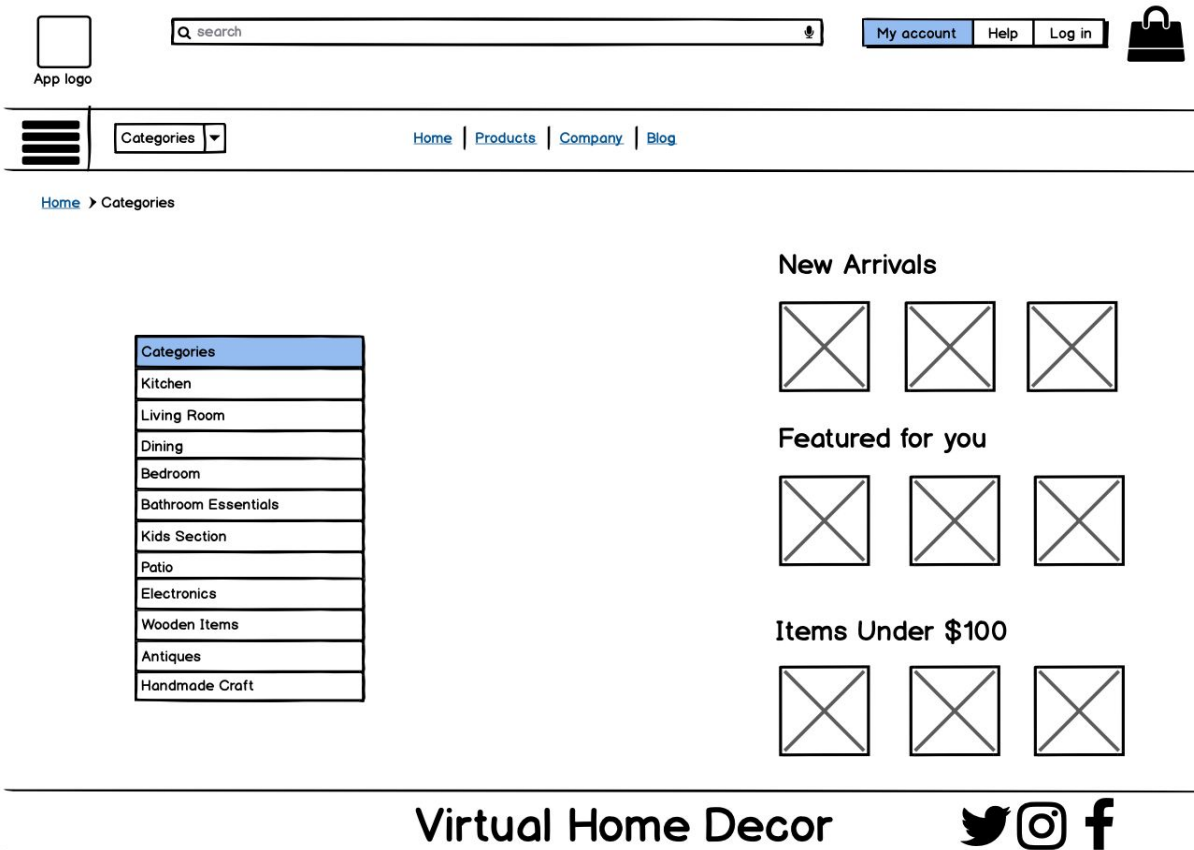 search
My account Help Log in
App logo
Categories
Home Products Company Blog
Home Categories
New Arrivals
Categories
Kitchen
Living Room
Dining
Bedroom
Bathroom Essentials
Kids Section
Patio
Electronics
Wooden Items
Antiques
Handmade Craft
Featured for you
Items Under $100
Virtual Home Decor